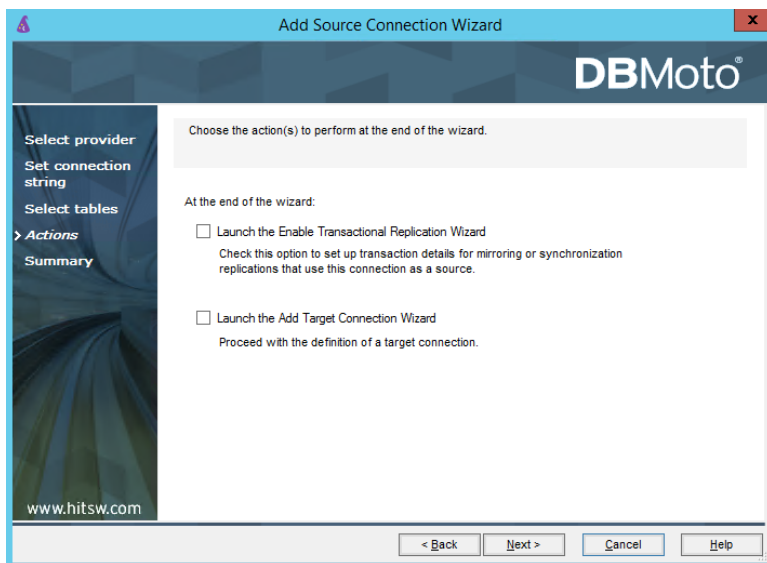 Add Source Connection Wizard
x
DBMoto®
Select provider
Set connection
string
Select tables
Actions
Summary
www.hitsw.com
Choose the action(s) to perform at the end of the wizard.
At the end of the wizard:
Launch the Enable Transactional Replication Wizard
Check this option to set up transaction details for mirroring or synchronization
replications that use this connection as a source.
Launch the Add Target Connection Wizard
Proceed with the definition of a target connection.
< Back
Next >
Cancel
Help